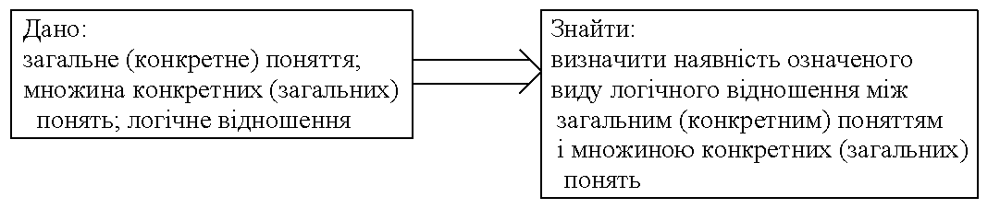 Дано:
загальне (конкретне) поняття;
множина конкретних (загальних)
понять; логічне відношення
Знайти:
визначити наявність означеного
виду логічного відношення між
загальним (конкретним) поняттям
і множиною конкретних (загальних)
понять